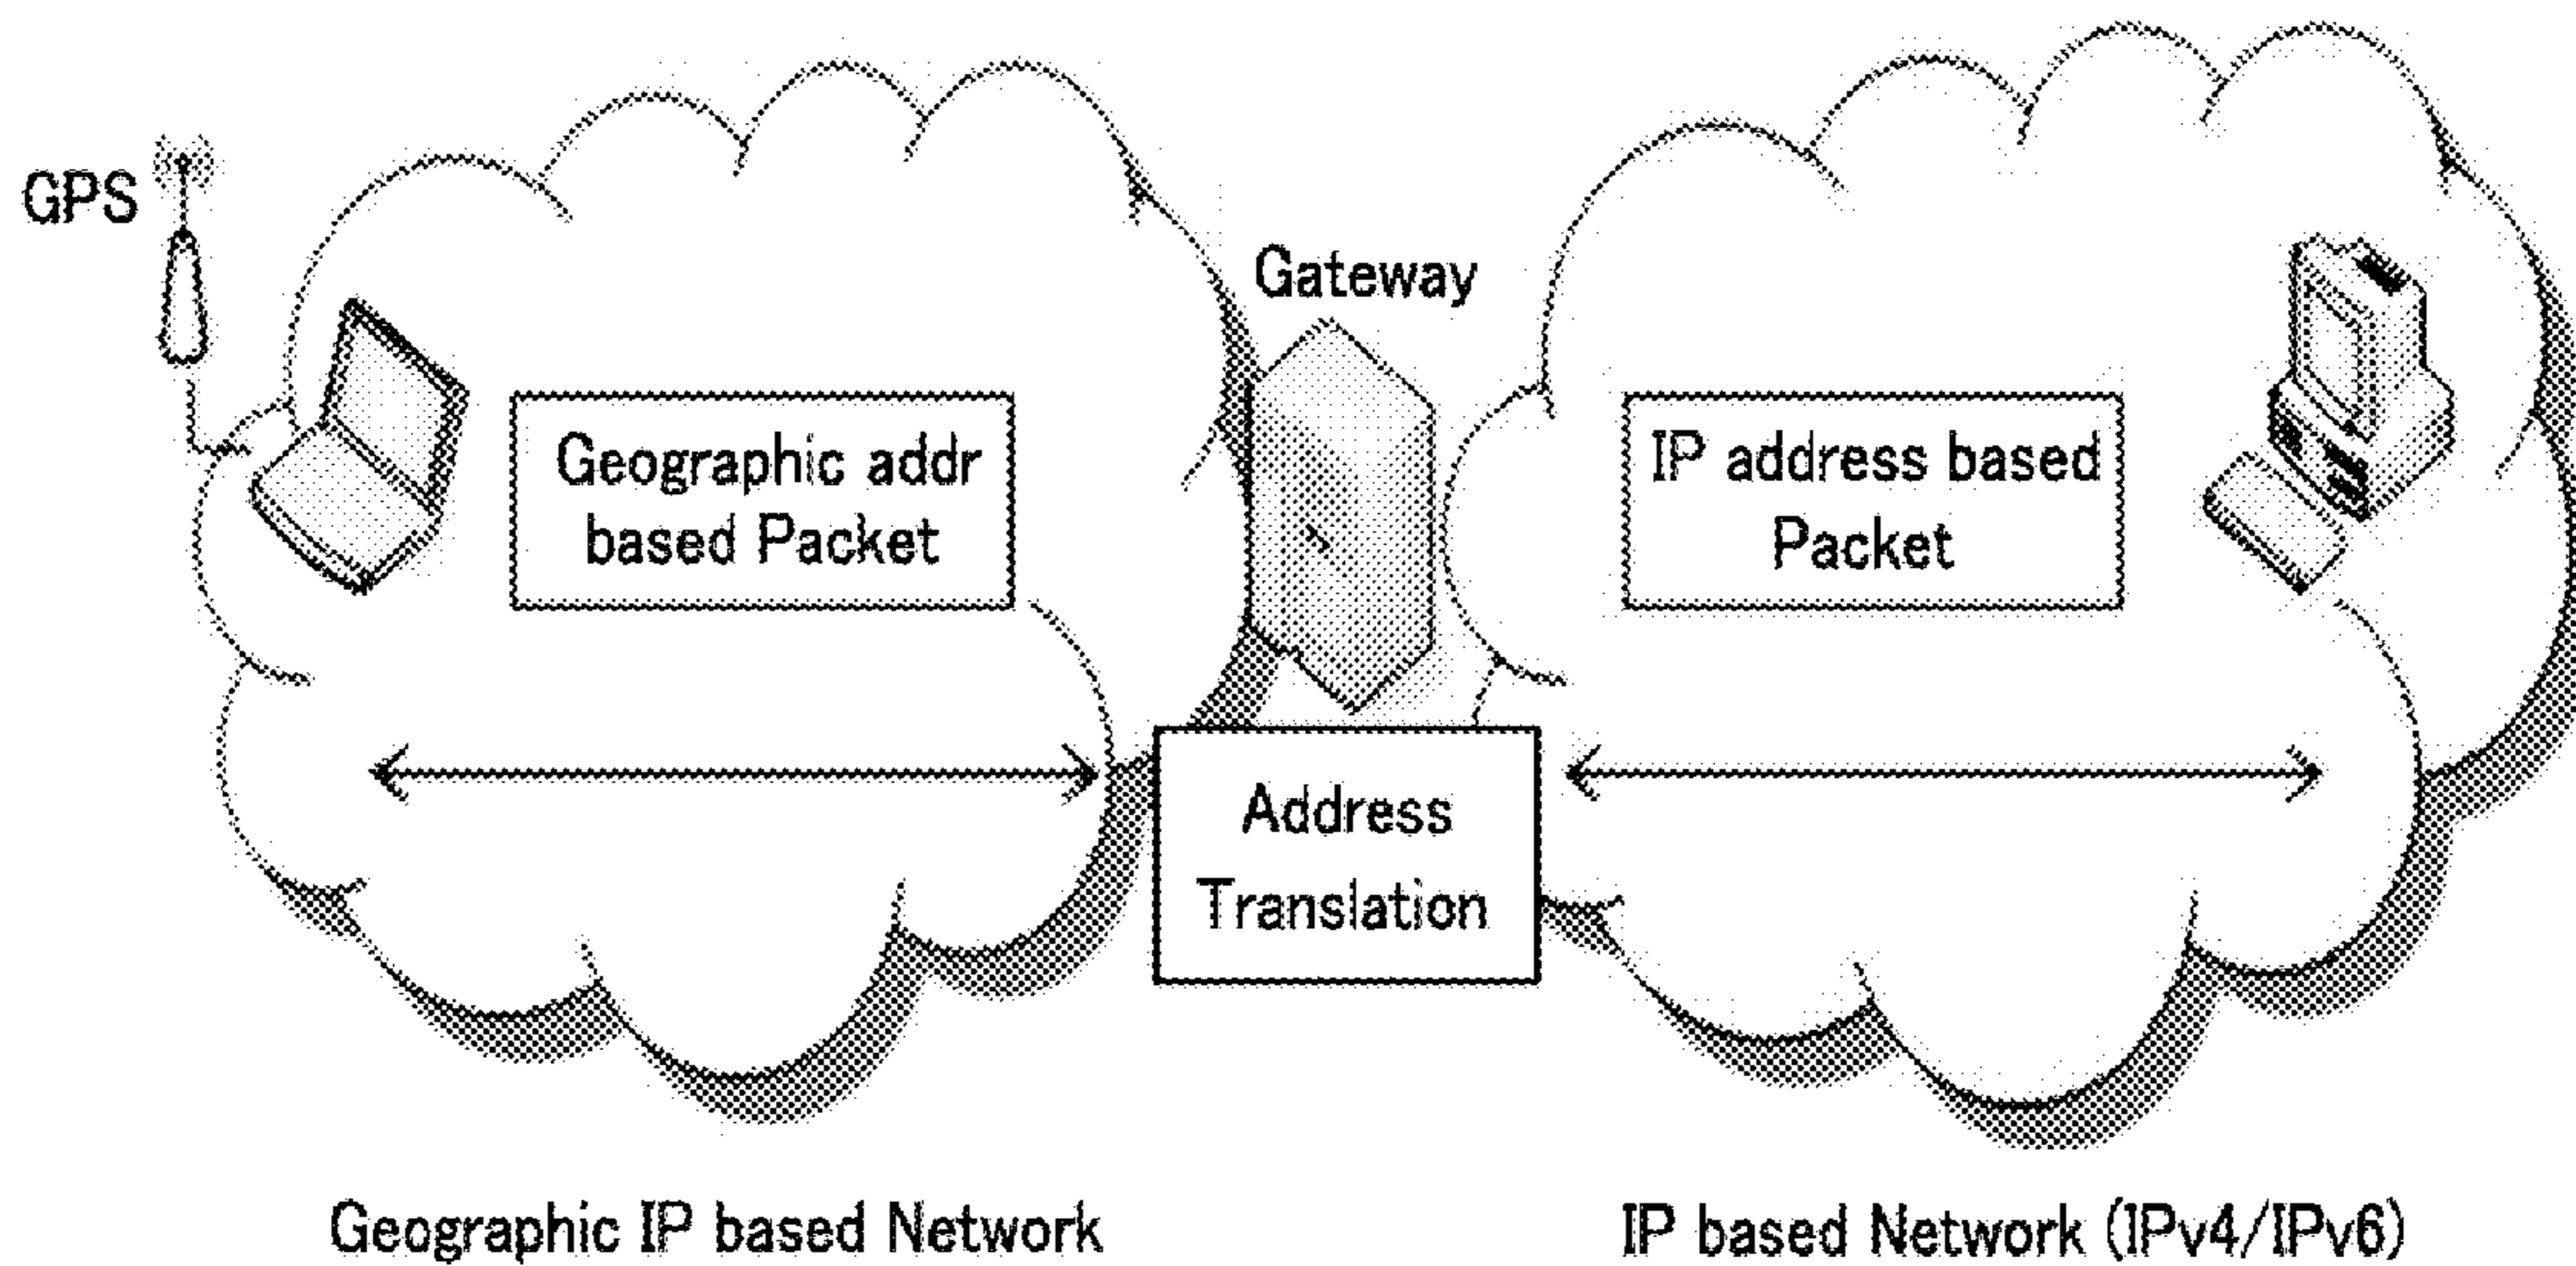 GPS
Gateway
Geographic addr
based Packet
IP address based
Packet
Address
Translation
Geographic IP based Network
IP based Network (IPv4/IPv6)